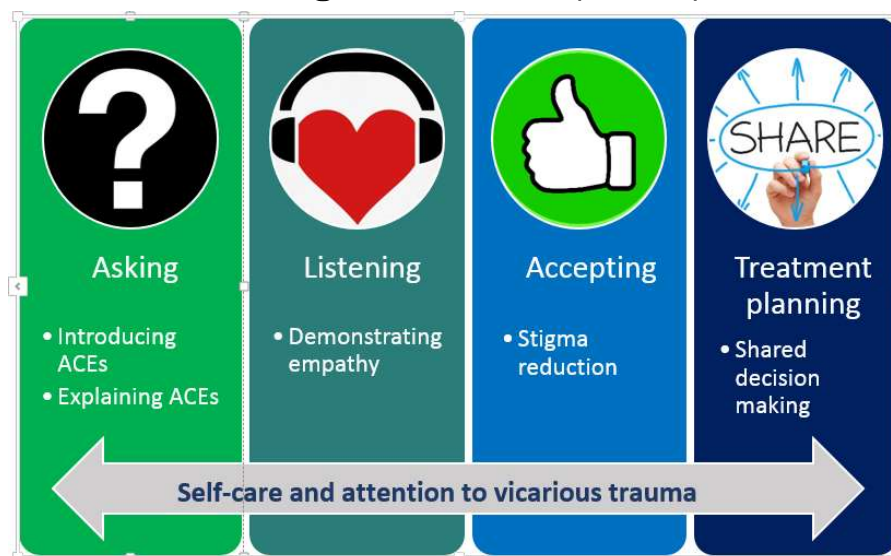 ?
SHARE
Asking
• Introducing
ACEs
• Explaining ACEs
Listening
• Demonstrating
empathy
Accepting
• Stigma
reduction
Treatment
planning
• Shared
decision
making
Self-care and attention to vicarious trauma